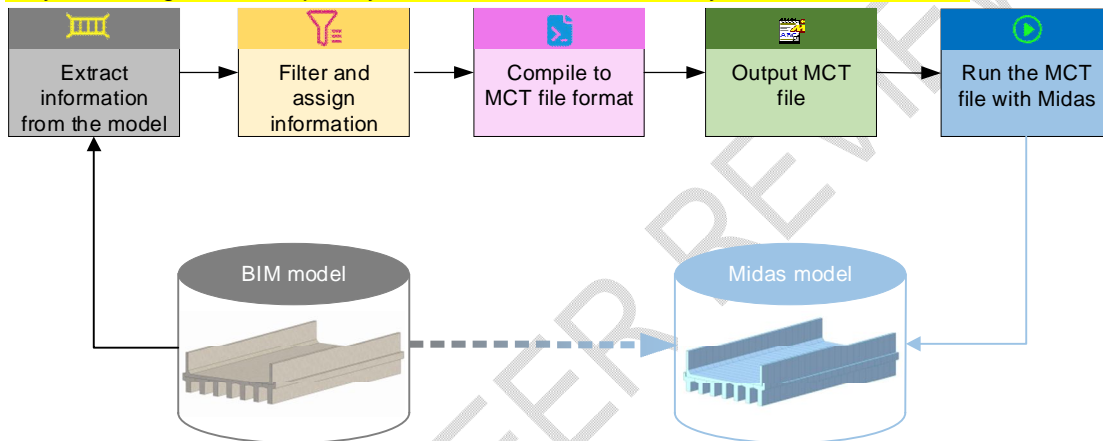 Extract
information
from the model
Filter and
assign
information
Compile to
MCT file format
Output MCT
file
Run the MCT
file with Midas
BIM model
Midas model